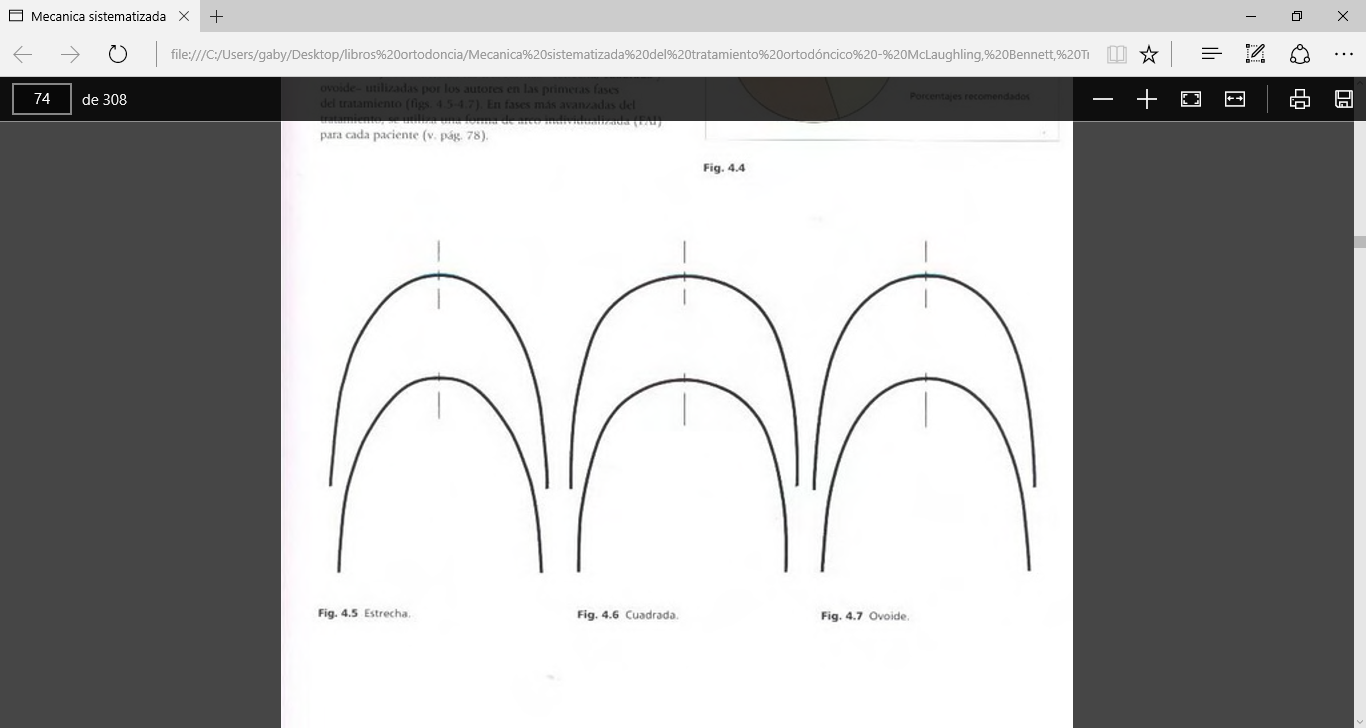 Mecanica sistematizada
file:///C:/Users/gaby/Desktop/libros%20ortodoncia/Mecanica%20sistematizada%20del%20tratamiento%20ortodóncico%20-%20McLaughling,%20Bennett,%20Tr
74 de 308
ovoide– utilizadas por los autores en las primeras fases
del tratamiento (figs. 4.5-4.7). En fases más avanzadas del
tratamiento, se utiliza una forma de arco individualizada (FAI)
para cada paciente (v. pág. 78).
Porcentajes recomendados
Fig. 4.4
Fig. 4.5 Estrecha.
Fig. 4.6 Cuadrada.
Fig. 4.7 Ovoide.